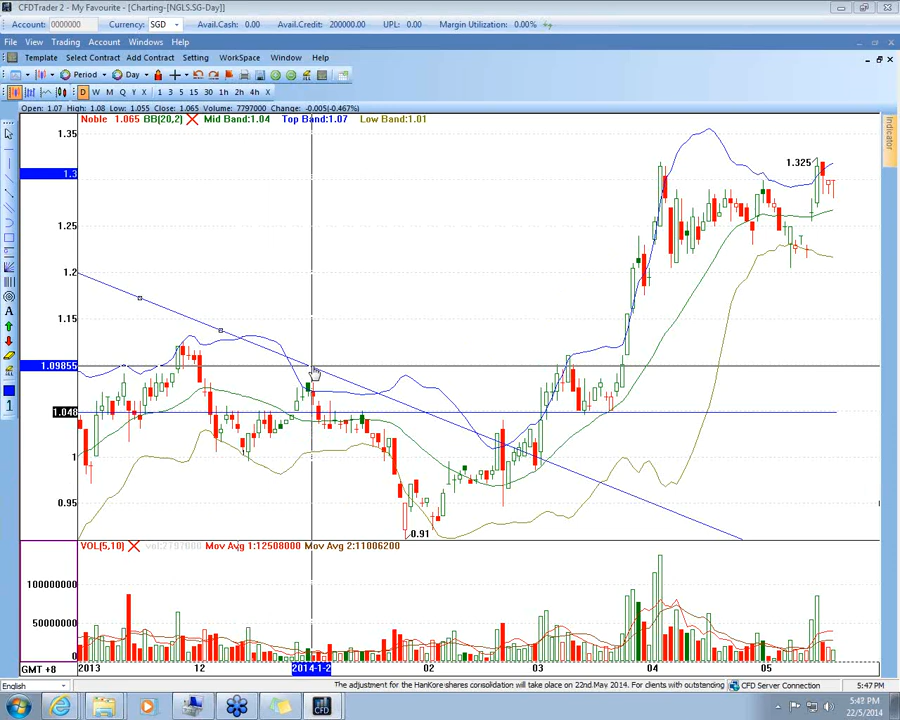 CFDTrader 2 - My Favourite - [Charting-[NGLS.SG-Day]]
Account: 0000000 Currency: SGD Avail.Cash: 0.00 Avail.Credit: 200000.00 UPL: 0.00 Margin Utilization: 0.00%
File View Trading Account Windows Help
Template Select Contract Add Contract Setting WorkSpace Window Help
Period Day
D W M Q Y X 1 3 5 15 30 1h 2h 4h X
Open: 1.07 High: 1.08 Low: 1.055 Close: 1.065 Volume: 7797000 Change: -0.005(-0.467%)
Noble 1.065 BB(20,2) Mid Band:1.04 Top Band:1.07 Low Band:1.01
Indicator
1.35
1.325
1.3
1.25
1.2
1.15
1.09855
1.048
1
0.95
0.91
A
1
VOL(5,10) Mov Avg 1:12508000 Mov Avg 2:11006200
100000000
50000000
0
GMT +8 2013 12 2014-1-2 02 03 04 05
English The adjustment for the HanKore shares consolidation will take place on 22nd May 2014. For clients with outstanding CFD Server Connection 5:47 PM
CFD
5:47 PM
22/5/2014